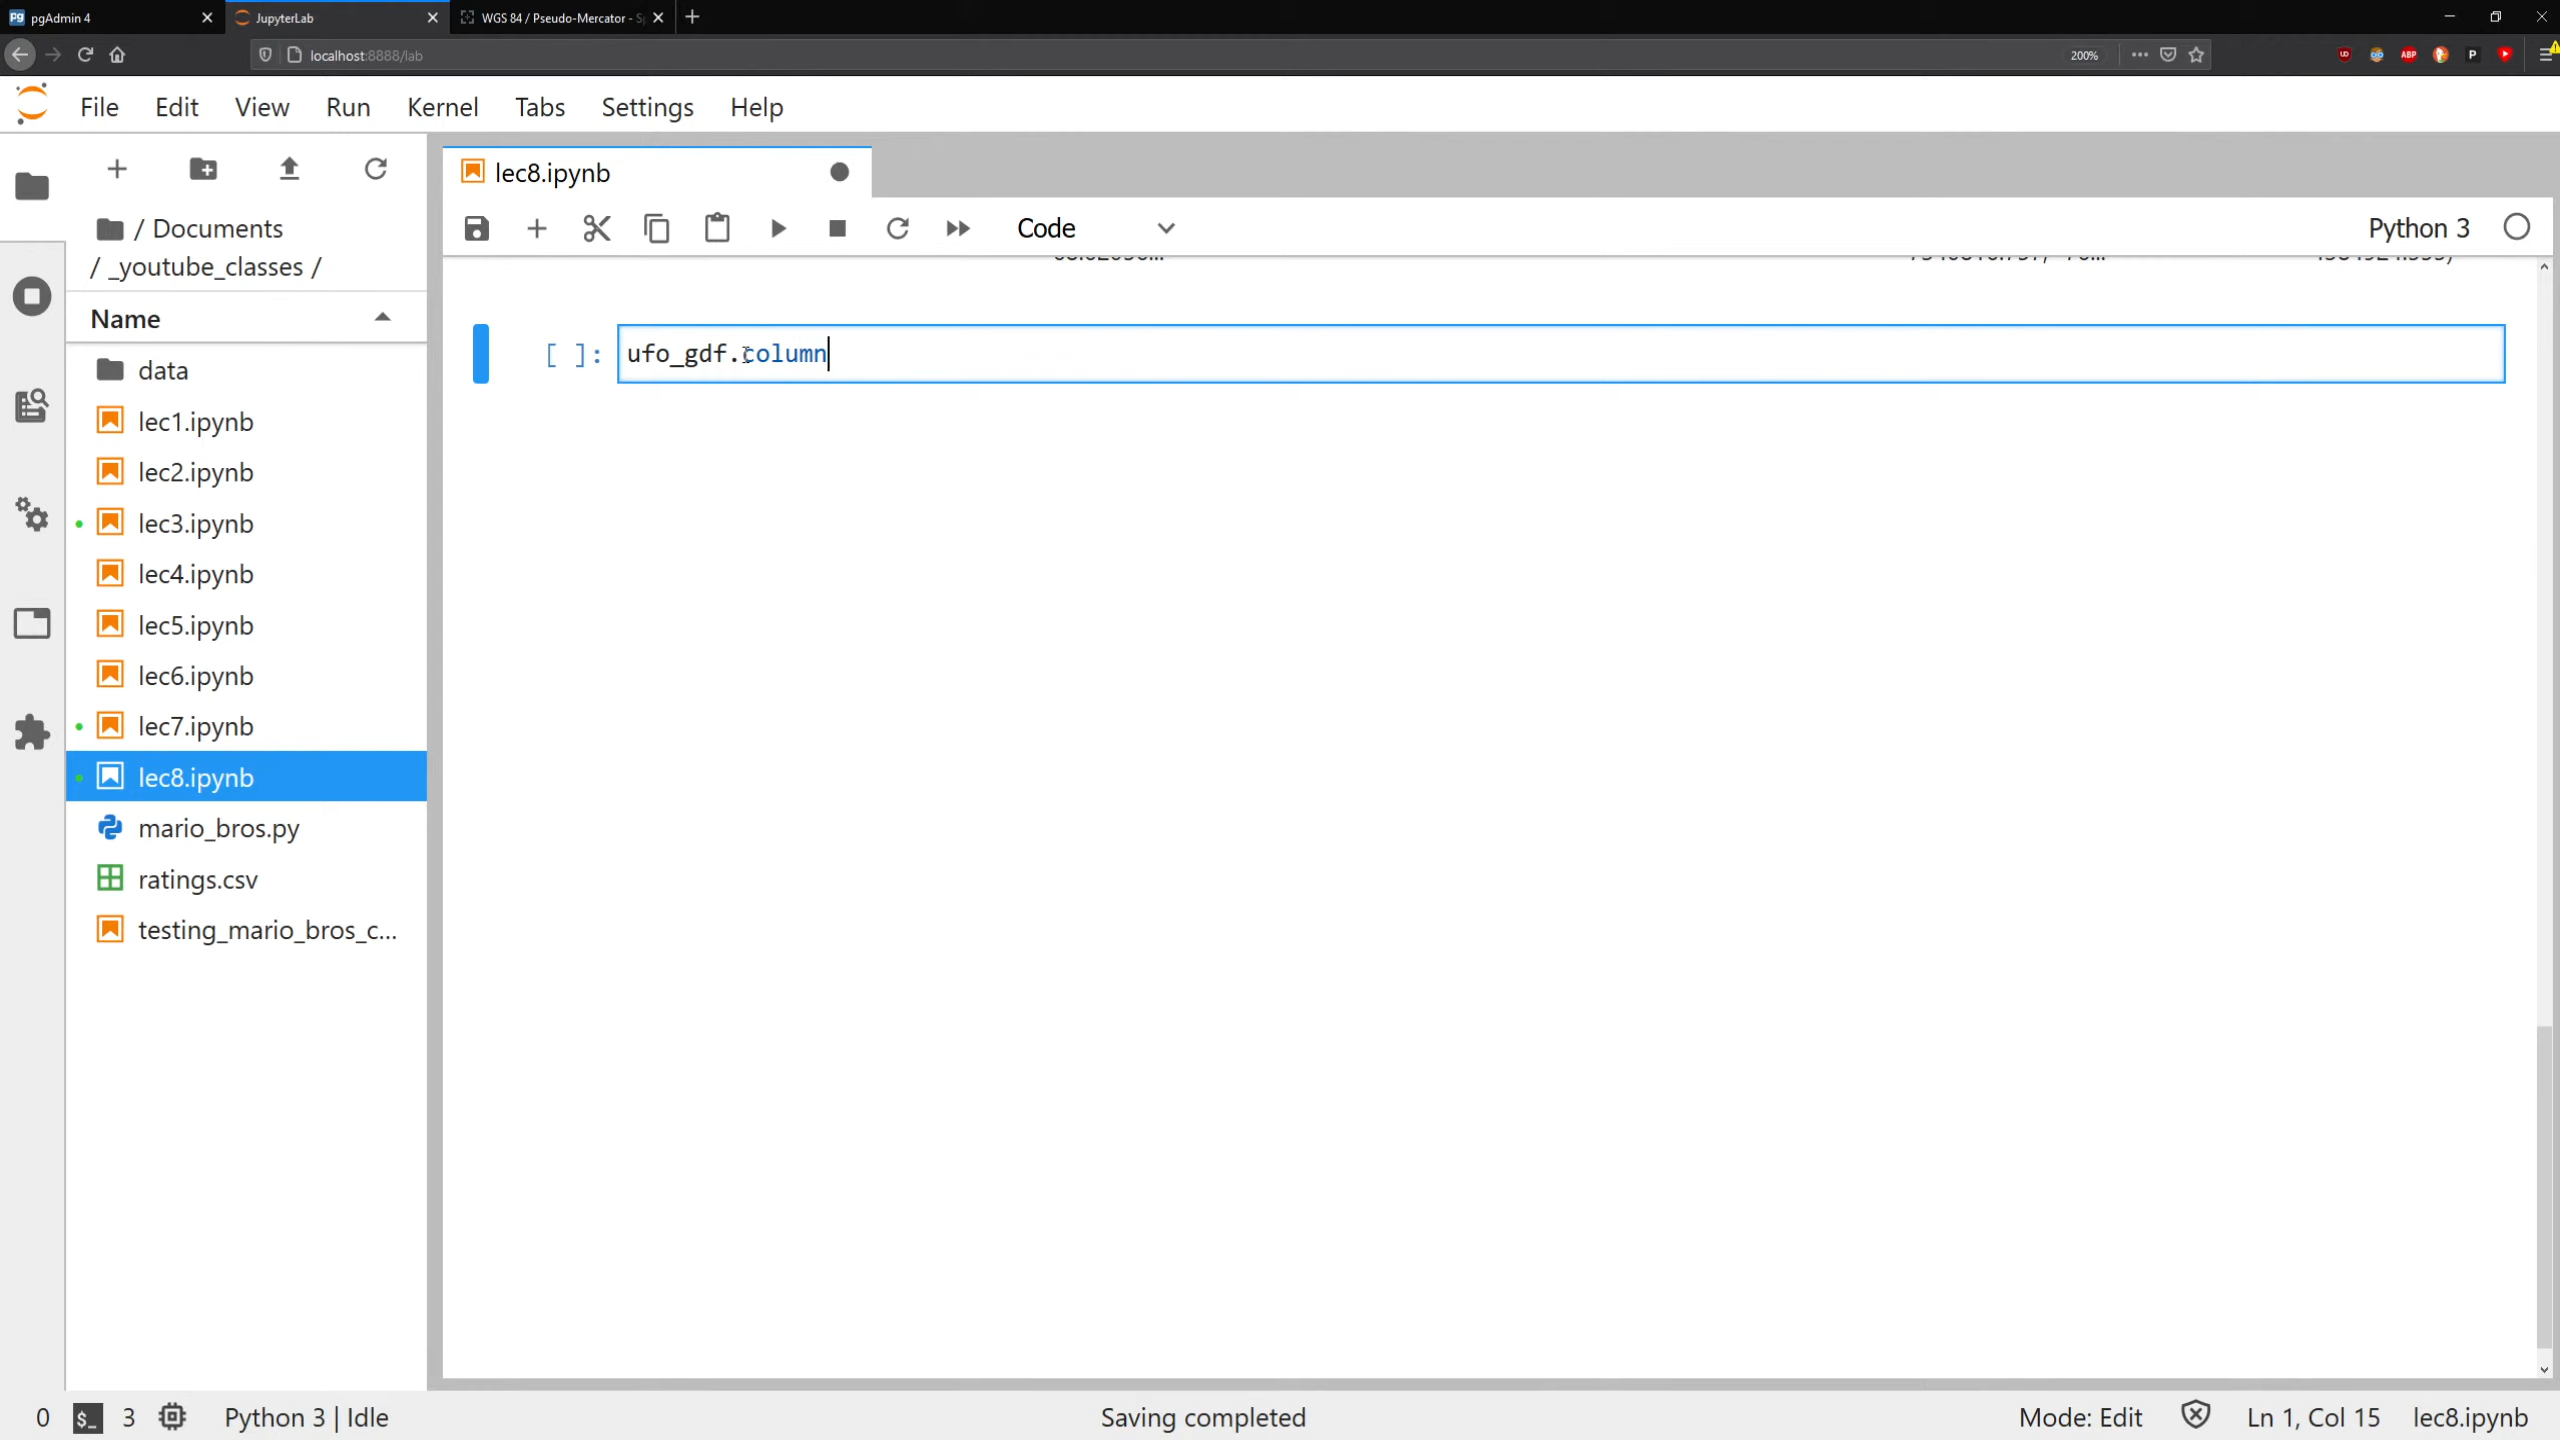 pgAdmin 4
JupyterLab
WGS 84 / Pseudo-Mercator - Sp
localhost:8888/lab
200%
ABP
P
File Edit View Run Kernel Tabs Settings Help
/ Documents
/ _youtube_classes /
Name
data
lec1.ipynb
lec2.ipynb
lec3.ipynb
lec4.ipynb
lec5.ipynb
lec6.ipynb
lec7.ipynb
lec8.ipynb
mario_bros.py
ratings.csv
testing_mario_bros_c...
lec8.ipynb
Code
Python 3
[ ]: ufo_gdf.column
0 $_ 3 Python 3 | Idle
Saving completed
Mode: Edit
Ln 1, Col 15
lec8.ipynb